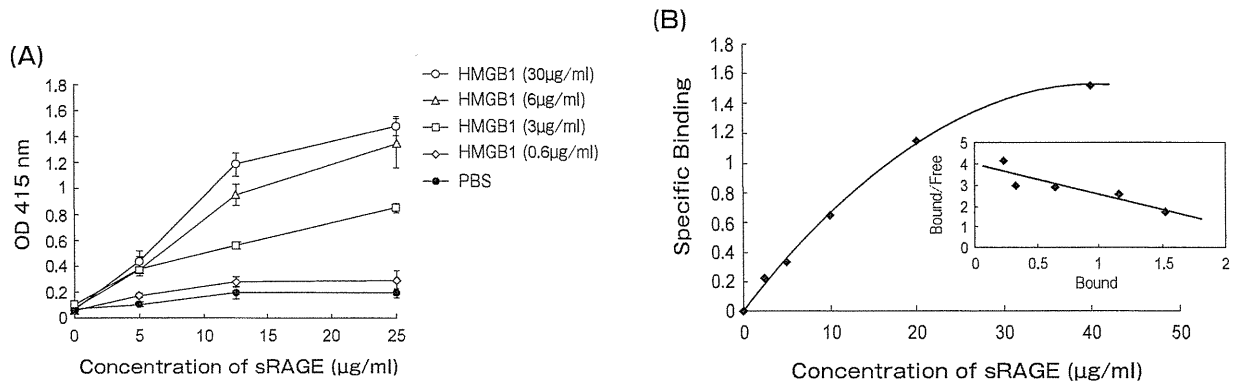 (A)
OD 415 nm
1.8
1.6
1.4
1.2
1
0.8
0.6
0.4
0.2
0
0 5 10 15 20 25
Concentration of sRAGE (µg/ml)
HMGB1 (30µg/ml)
HMGB1 (6µg/ml)
HMGB1 (3µg/ml)
HMGB1 (0.6µg/ml)
PBS
(B)
Specific Binding
1.8
1.6
1.4
1.2
1
0.8
0.6
0.4
0.2
0
0 10 20 30 40 50
Concentration of sRAGE (µg/ml)
Bound/Free
5
4
3
2
1
0
0 0.5 1 1.5 2
Bound